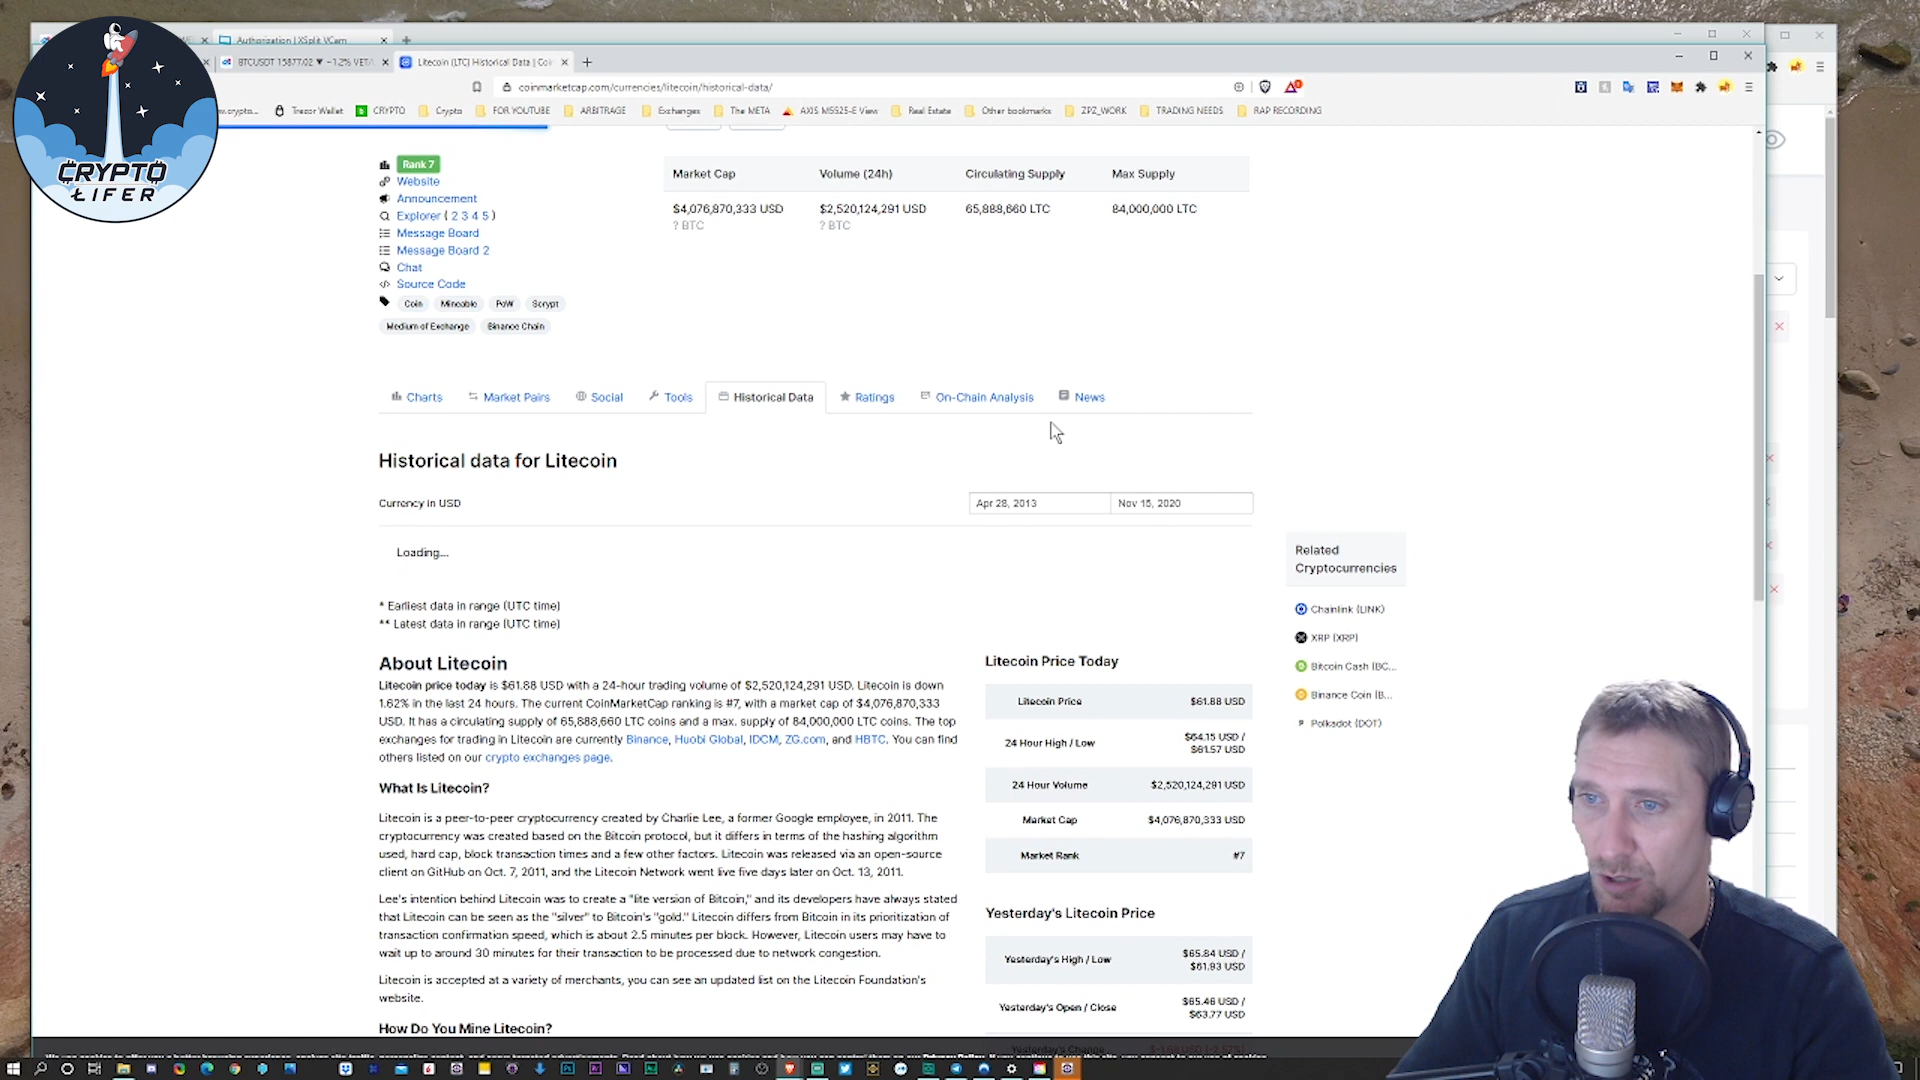 Authorization | XSplit VCam
BTCUSDT 15877.02 ▼ −1.2% VET/
Litecoin (LTC) Historical Data | Coi
coinmarketcap.com/currencies/litecoin/historical-data/
Trezor Wallet
CRYPTO
Crypto
FOR YOUTUBE
ARBITRAGE
Exchanges
The META
AXIS M5525-E View
Real Estate
Other bookmarks
ZPZ_WORK
TRADING NEEDS
RAP RECORDING
CRYPTO
ŁIFER
Rank 7
Website
Announcement
Explorer ( 2 3 4 5 )
Message Board
Message Board 2
Chat
Source Code
Coin Mineable PoW Scrypt
Medium of Exchange Binance Chain
Market Cap Volume (24h) Circulating Supply Max Supply
$4,076,870,333 USD $2,520,124,291 USD 65,888,660 LTC 84,000,000 LTC
? BTC ? BTC
Charts Market Pairs Social Tools Historical Data Ratings On-Chain Analysis News
Historical data for Litecoin
Currency in USD
Apr 28, 2013 Nov 15, 2020
Loading...
* Earliest data in range (UTC time)
** Latest data in range (UTC time)
Related
Cryptocurrencies
Chainlink (LINK)
XRP (XRP)
Bitcoin Cash (BC...
Binance Coin (B...
Polkadot (DOT)
About Litecoin
Litecoin price today is $61.88 USD with a 24-hour trading volume of $2,520,124,291 USD. Litecoin is down
1.62% in the last 24 hours. The current CoinMarketCap ranking is #7, with a market cap of $4,076,870,333
USD. It has a circulating supply of 65,888,660 LTC coins and a max. supply of 84,000,000 LTC coins. The top
exchanges for trading in Litecoin are currently Binance, Huobi Global, IDCM, ZG.com, and HBTC. You can find
others listed on our crypto exchanges page.
What Is Litecoin?
Litecoin is a peer-to-peer cryptocurrency created by Charlie Lee, a former Google employee, in 2011. The
cryptocurrency was created based on the Bitcoin protocol, but it differs in terms of the hashing algorithm
used, hard cap, block transaction times and a few other factors. Litecoin was released via an open-source
client on GitHub on Oct. 7, 2011, and the Litecoin Network went live five days later on Oct. 13, 2011.
Lee's intention behind Litecoin was to create a "lite version of Bitcoin," and its developers have always stated
that Litecoin can be seen as the "silver" to Bitcoin's "gold." Litecoin differs from Bitcoin in its prioritization of
transaction confirmation speed, which is about 2.5 minutes per block. However, Litecoin users may have to
wait up to around 30 minutes for their transaction to be processed due to network congestion.
Litecoin is accepted at a variety of merchants, you can see an updated list on the Litecoin Foundation's
website.
How Do You Mine Litecoin?
Litecoin Price Today
Litecoin Price $61.88 USD
24 Hour High / Low $64.15 USD /
$61.57 USD
24 Hour Volume $2,520,124,291 USD
Market Cap $4,076,870,333 USD
Market Rank #7
Yesterday's Litecoin Price
Yesterday's High / Low $65.84 USD /
$61.93 USD
Yesterday's Open / Close $65.46 USD /
$63.77 USD
Yesterday's Change